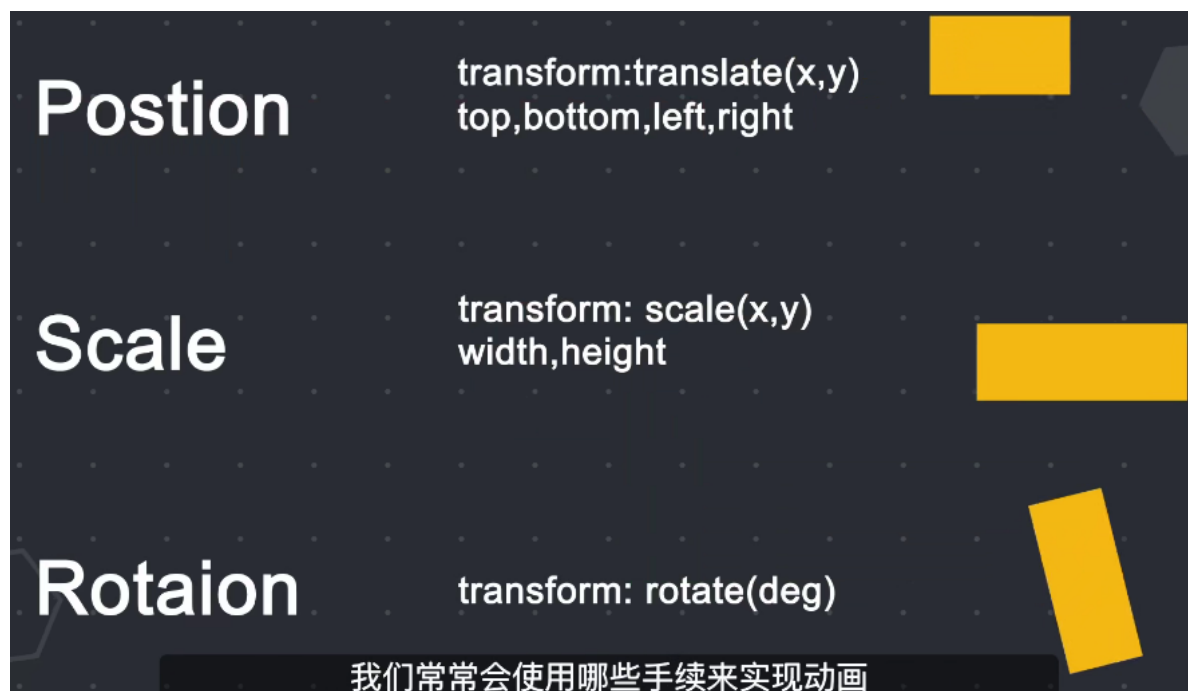 Postion
transform:translate(x,y)
top,bottom,left,right
Scale
transform: scale(x,y)
width,height
Rotaion
transform: rotate(deg)
我们常常会使用哪些手续来实现动画